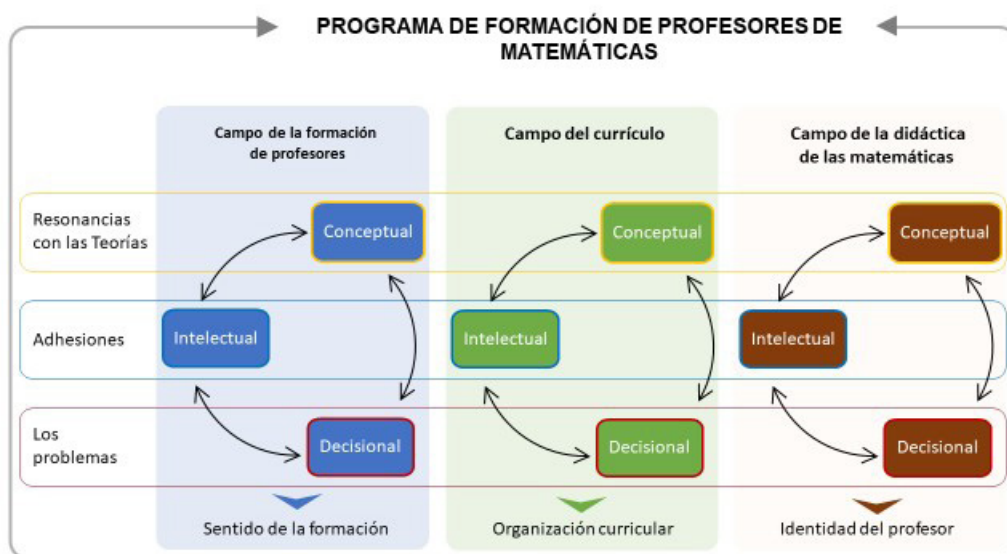 PROGRAMA DE FORMACIÓN DE PROFESORES DE
MATEMÁTICAS
Campo de la formación
de profesores
Campo del currículo
Campo de la didáctica
de las matemáticas
Resonancias
con las Teorías
Conceptual
Conceptual
Conceptual
Adhesiones
Intelectual
Intelectual
Intelectual
Los
problemas
Decisional
Decisional
Decisional
Sentido de la formación
Organización curricular
Identidad del profesor